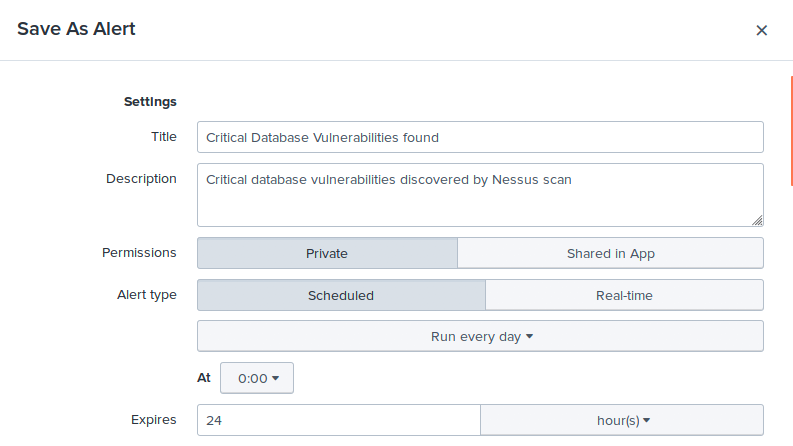 Save As Alert
Settings
Title
Critical Database Vulnerabilities found
Description
Critical database vulnerabilities discovered by Nessus scan
Permissions
Private
Shared in App
Alert type
Scheduled
Real-time
Run every day
At
0:00
Expires
24
hour(s)